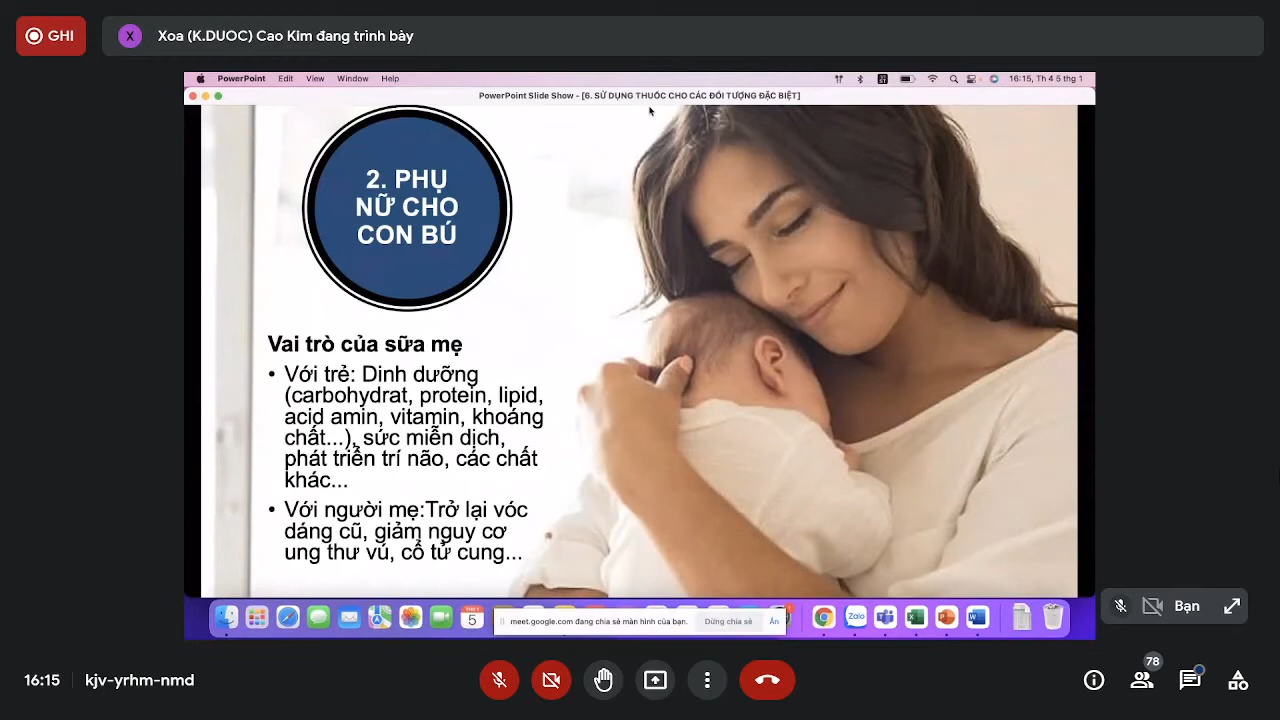 GHI
X
Xoa (K.DUOC) Cao KIm đang trình bày
PowerPoint Edit View Window Help
16:15, Th 4 5 thg 1
PowerPoint Slide Show - [6. SỬ DỤNG THUỐC CHO CÁC ĐỐI TƯỢNG ĐẶC BIỆT]
2. PHỤ
NỮ CHO
CON BÚ
Vai trò của sữa mẹ
• Với trẻ: Dinh dưỡng
(carbohydrat, protein, lipid,
acid amin, vitamin, khoáng
chất...), sức miễn dịch,
phát triển trí não, các chất
khác...
• Với người mẹ:Trở lại vóc
dáng cũ, giảm nguy cơ
ung thư vú, cổ tử cung...
5
meet.google.com đang chia sẻ màn hình của bạn.
Dừng chia sẻ
Ẩn
Zalo
Bạn
16:15
kjv-yrhm-nmd
78